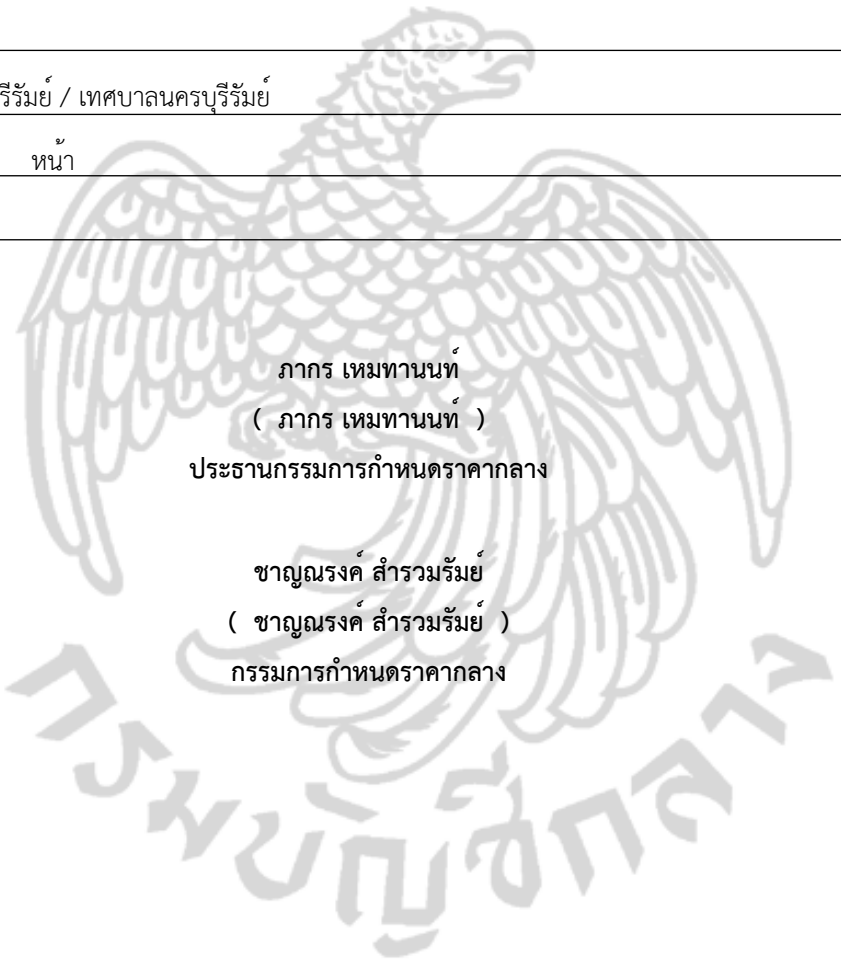 รีรัมย์ / เทศบาลนครบุรีรัมย์
หน้า
ภากร เหมทานนท์
( ภากร เหมทานนท์ )
ประธานกรรมการกำหนดราคากลาง
ชาญณรงค์ สำรวมรัมย์
( ชาญณรงค์ สำรวมรัมย์ )
กรรมการกำหนดราคากลาง
กรมบัญชีกลาง